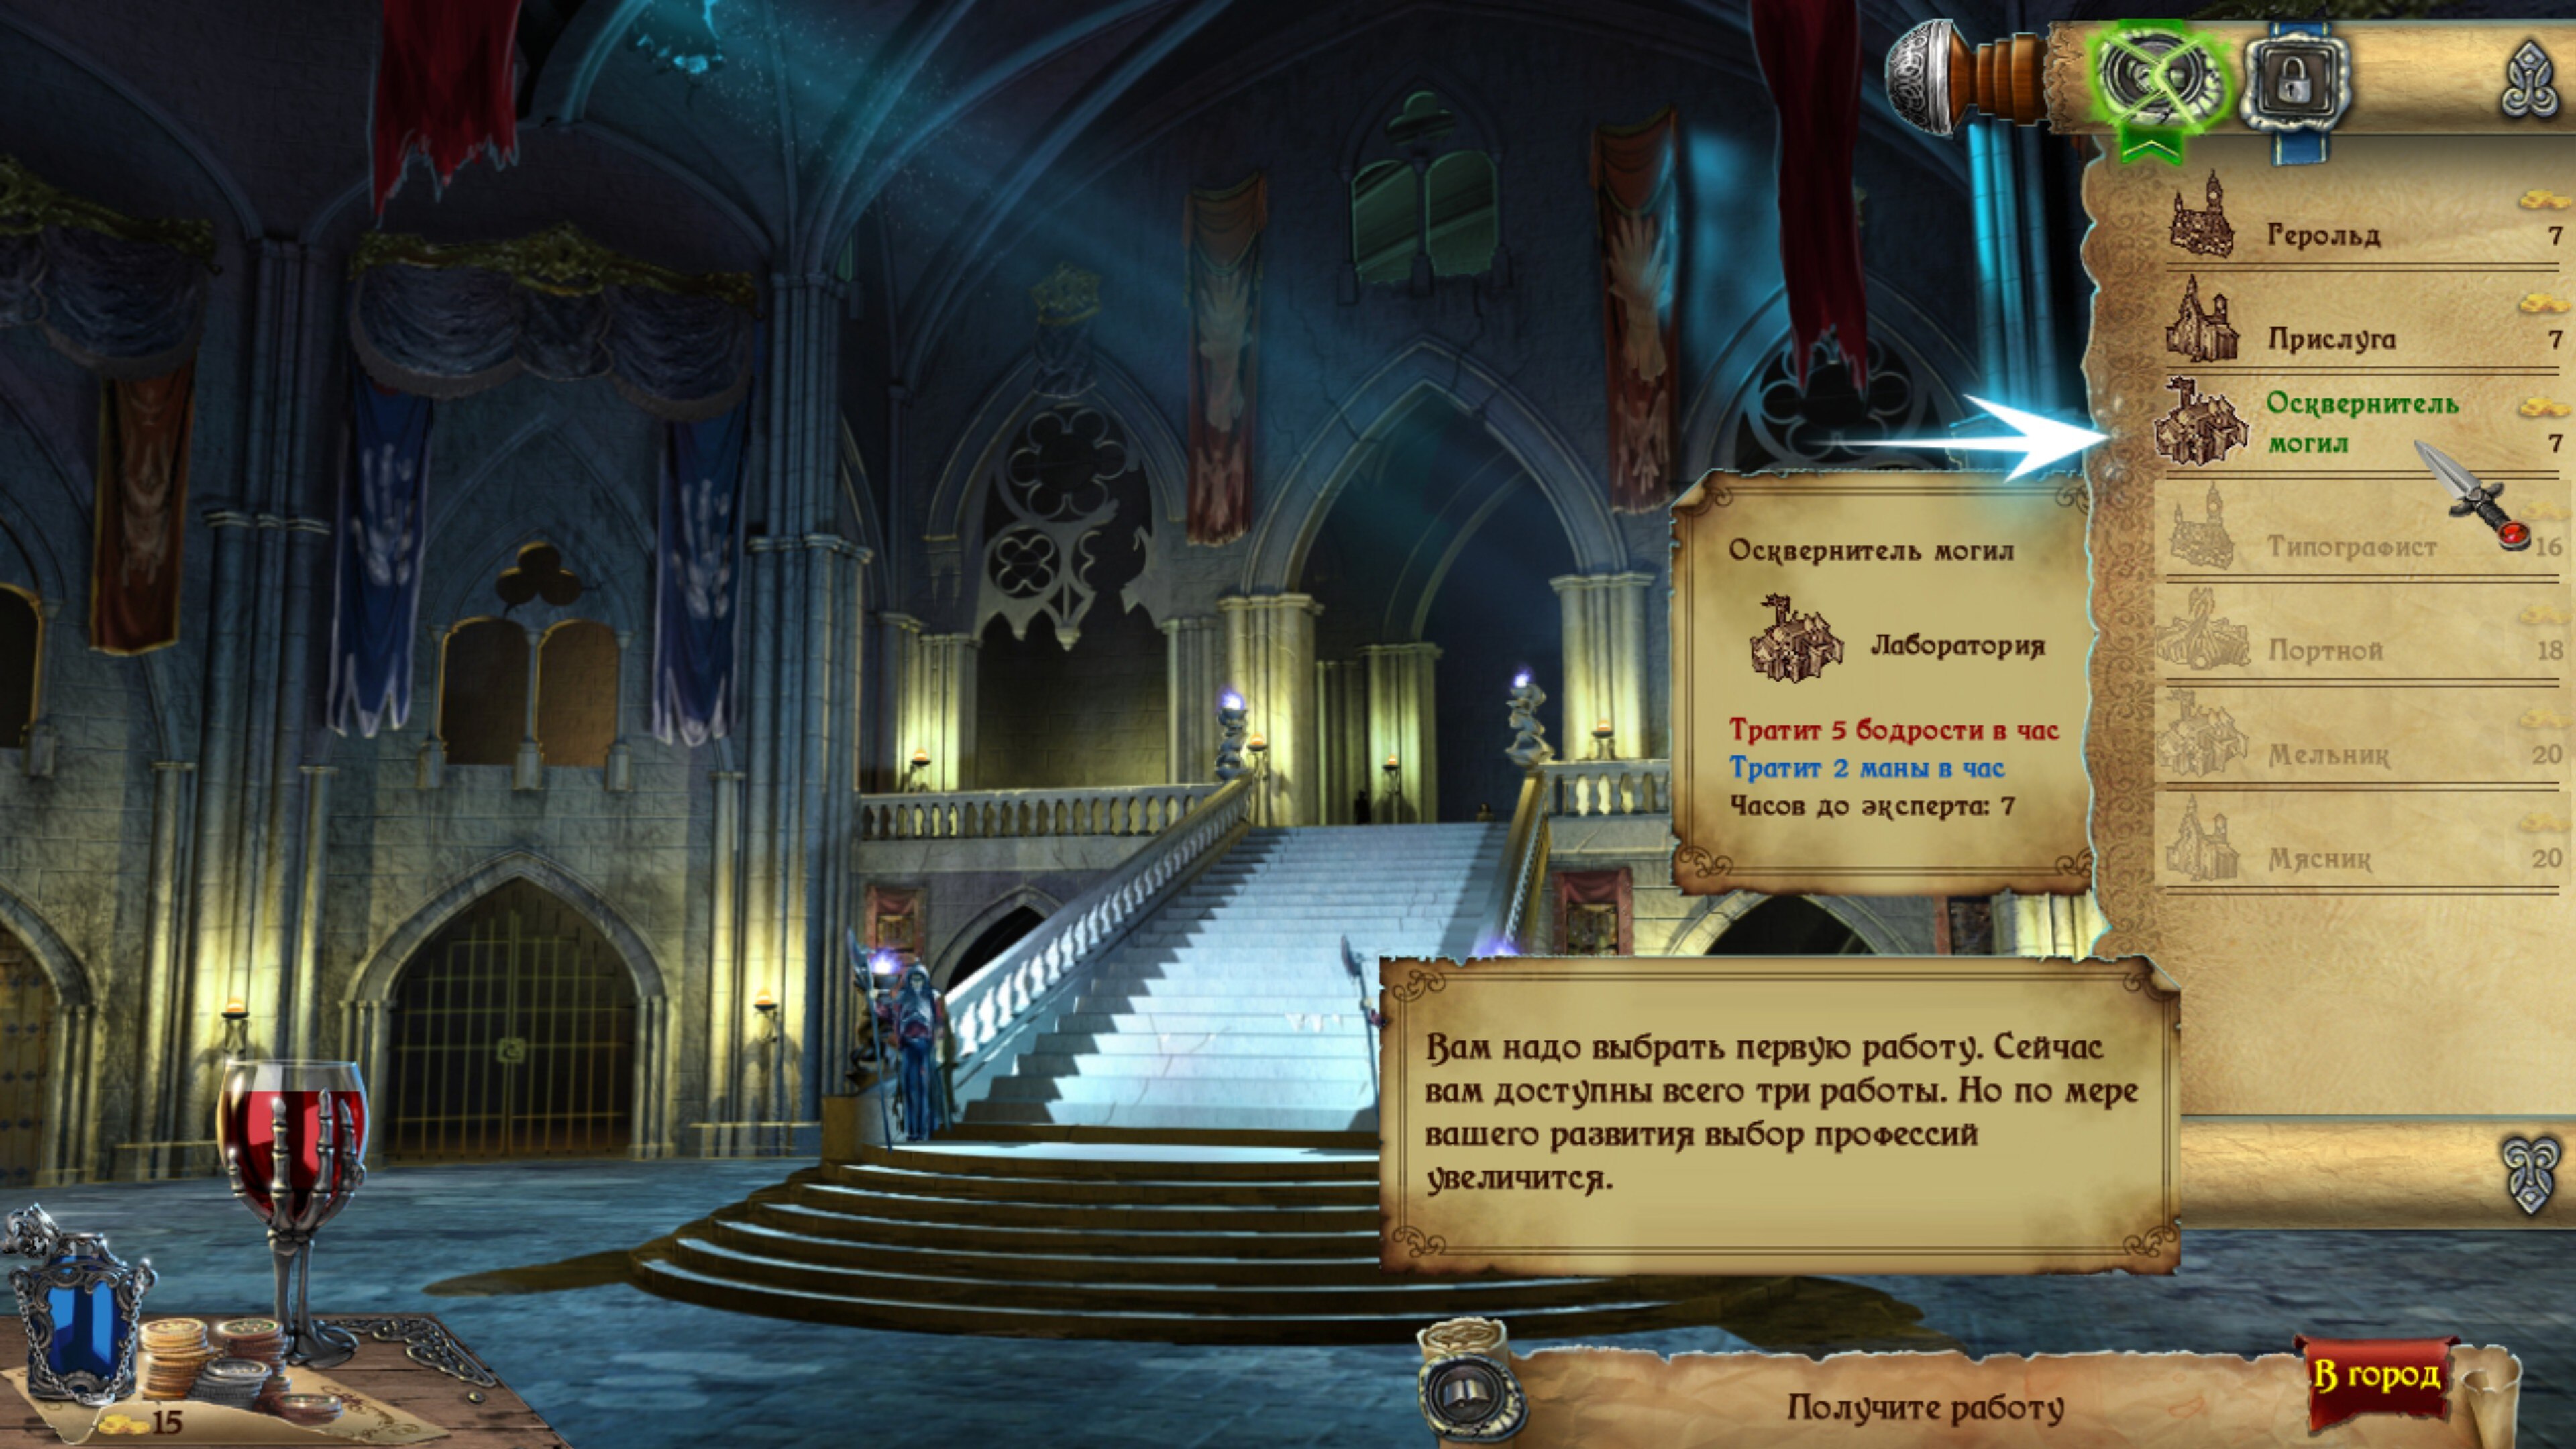 Герольд
7
Прислуга
7
Осквернитель
могил
7
Типографист
16
Портной
18
Мельник
20
Мясник
20
Осквернитель могил
Лаборатория
Тратит 5 бодрости в час
Тратит 2 маны в час
Часов до эксперта: 7
Вам надо выбрать первую работу. Сейчас
вам доступны всего три работы. Но по мере
вашего развития выбор профессий
увеличится.
15
Получите работу
В город